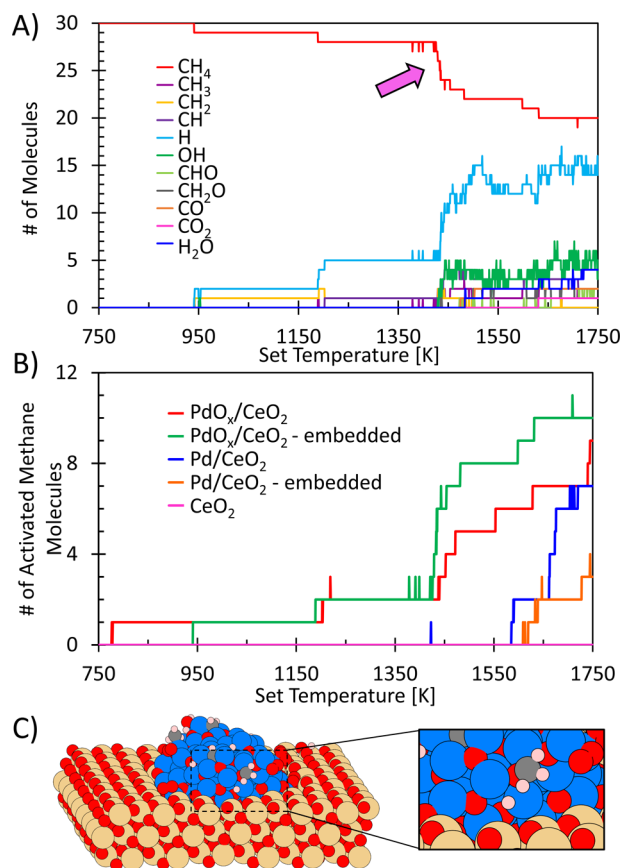 A)
# of Molecules
30
25
20
15
10
5
0
CH₄
CH₃
CH₂
CH
H
OH
CHO
CH₂O
CO
CO₂
H₂O
750 950 1150 1350 1550 1750
Set Temperature [K]
B)
# of Activated Methane
Molecules
12
8
4
0
PdOₓ/CeO₂
PdOₓ/CeO₂ - embedded
Pd/CeO₂
Pd/CeO₂ - embedded
CeO₂
750 950 1150 1350 1550 1750
Set Temperature [K]
C)